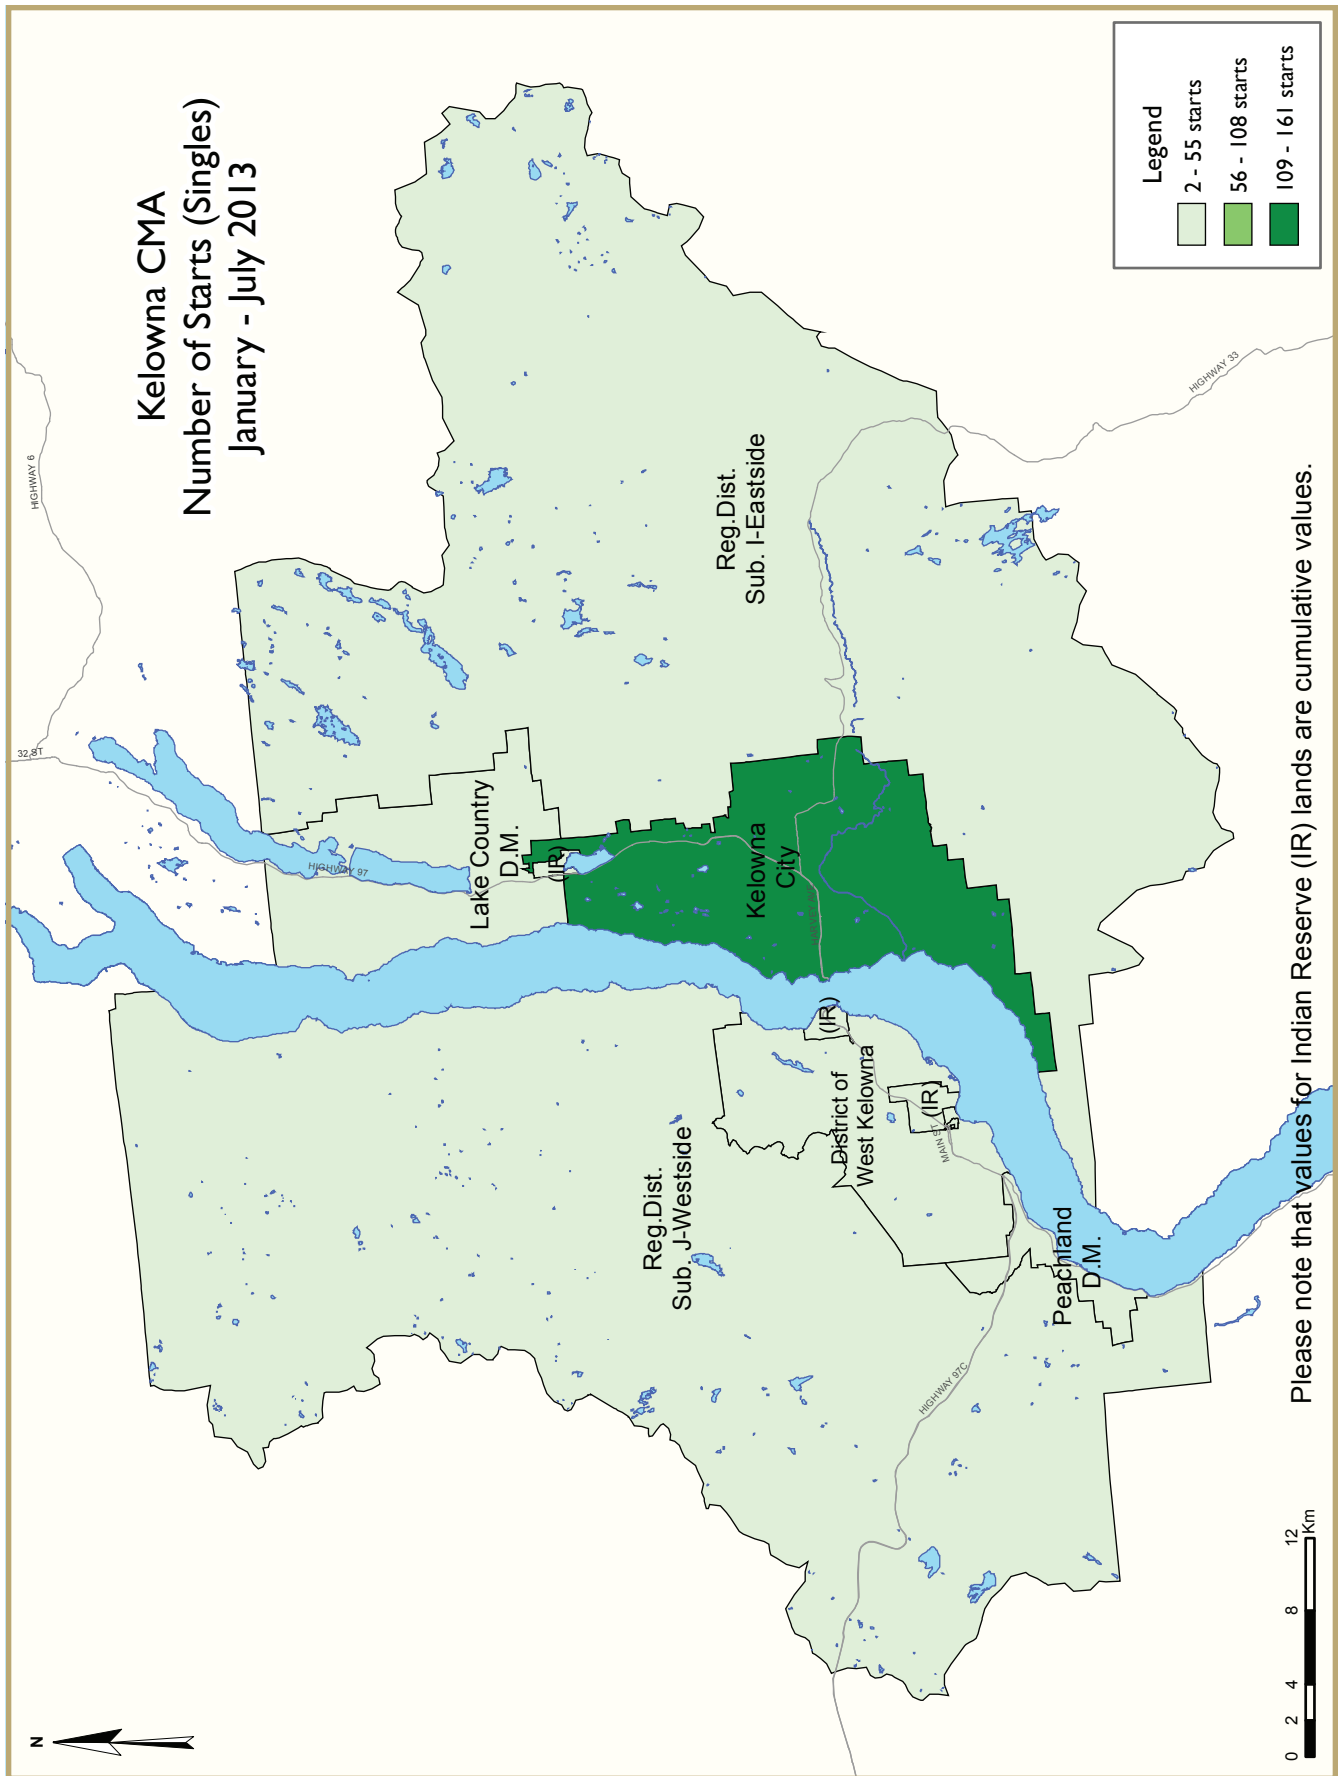 Kelowna CMA
Number of Starts (Singles)
January - July 2013
Legend
2 - 55 starts
56 - 108 starts
109 - 161 starts
N
HIGHWAY 6
32 ST
HIGHWAY 97
HIGHWAY 33
Lake Country
D.M.
(IR)
Reg.Dist.
Sub. I-Eastside
Kelowna
City
HARVEY AVE
(IR)
District of
West Kelowna
(IR)
MAIN ST
Reg.Dist.
Sub. J-Westside
Peachland
D.M.
HIGHWAY 97C
0 2 4 8 12
Km
Please note that values for Indian Reserve (IR) lands are cumulative values.